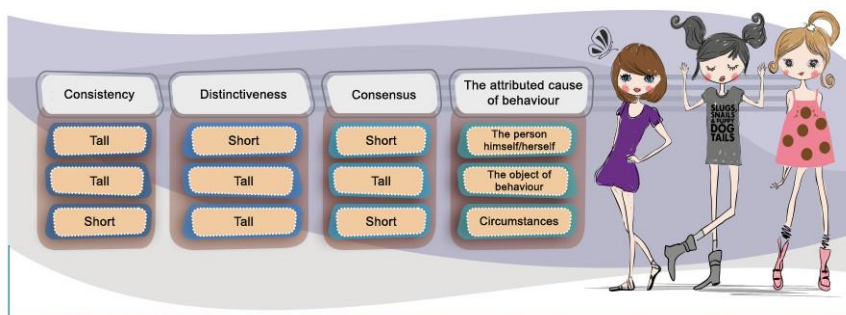 Consistency
Distinctiveness
Consensus
The attributed cause
of behaviour
Tall
Short
Short
The person
himself/herself
Tall
Tall
Tall
The object of
behaviour
Short
Tall
Short
Circumstances
SLUGS,
SNAILS
& PUPPY
DOG
TAILS